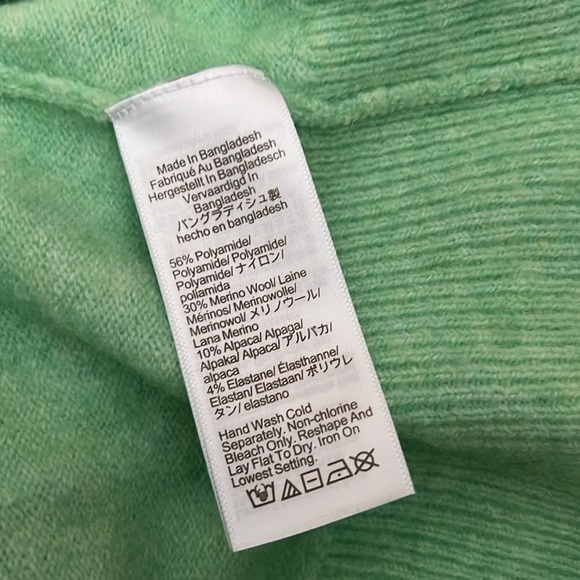 Made In Bangladesh
Fabriqué Au Bangladesh
Hergestellt In Bangladesch
Vervaardigd In
Bangladesh
バングラディシュ製
hecho en bangladesh
56% Polyamide/
Polyamide/ Polyamide/
Polyamide/ ナイロン/
poliamida
30% Merino Wool/ Laine
Mérinos/ Merinowolle/
Merinowol/ メリノウール/
Lana Merino
10% Alpaca/ Alpaga/
Alpaka/ Alpaca/ アルパカ/
alpaca
4% Elastane/ Élasthanne/
Elastan/ Elastaan/ ポリウレ
タン/ elastano
Hand Wash Cold
Separately. Non-chlorine
Bleach Only. Reshape And
Lay Flat To Dry. Iron On
Lowest Setting.